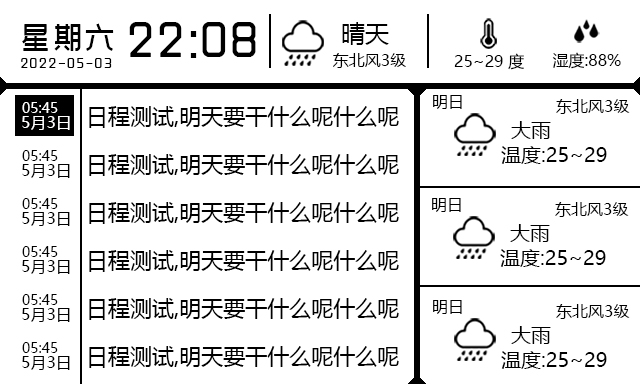 星期六
2022-05-03
22:08
晴天
东北风3级
25~29 度
湿度:88%
05:45
5月3日
日程测试,明天要干什么呢什么呢
05:45
5月3日
日程测试,明天要干什么呢什么呢
05:45
5月3日
日程测试,明天要干什么呢什么呢
05:45
5月3日
日程测试,明天要干什么呢什么呢
05:45
5月3日
日程测试,明天要干什么呢什么呢
05:45
5月3日
日程测试,明天要干什么呢什么呢
明日
东北风3级
大雨
温度:25~29
明日
东北风3级
大雨
温度:25~29
明日
东北风3级
大雨
温度:25~29